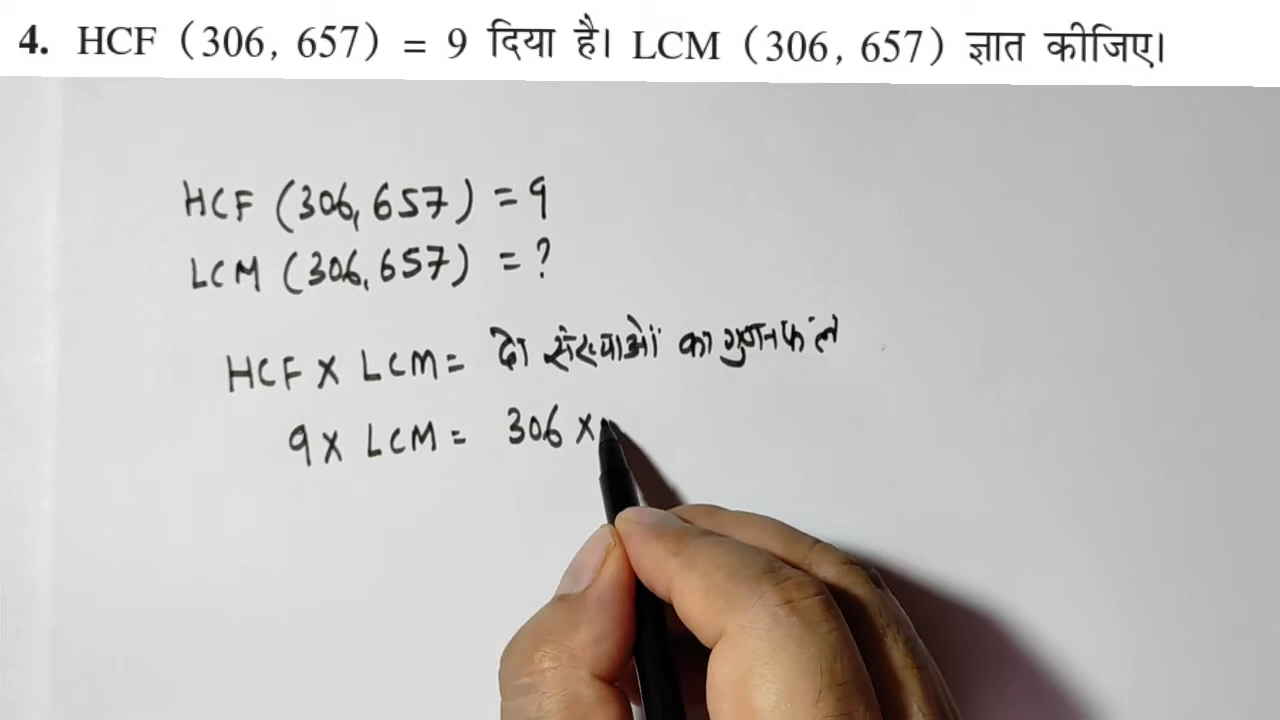 4. HCF (306, 657) = 9 दिया है। LCM (306, 657) ज्ञात कीजिए।
HCF (306, 657) = 9
LCM (306, 657) = ?
HCF × LCM = दो संख्याओं का गुणनफल
9 × LCM = 306 ×